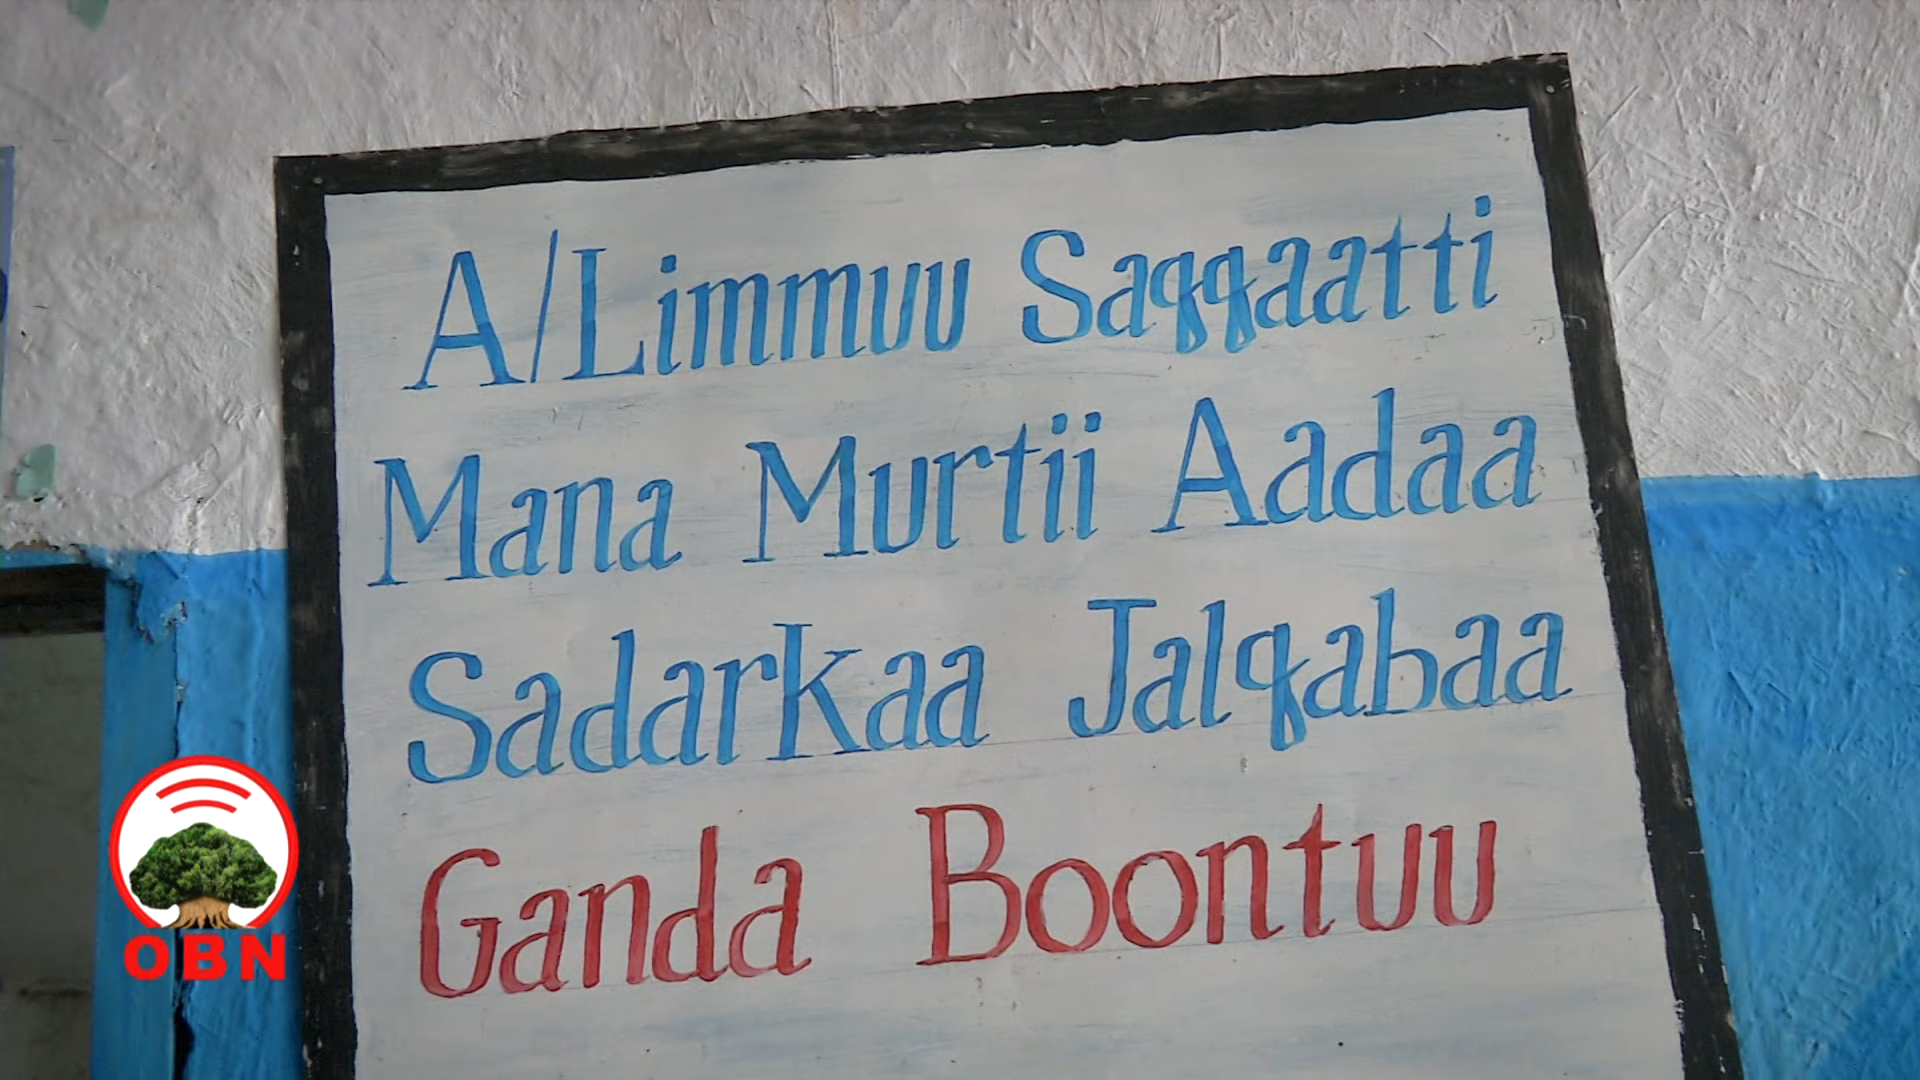 A/Limmuu Saqqaatti
Mana Murtii Aadaa
Sadarkaa Jalqabaa
Ganda Boontuu
OBN